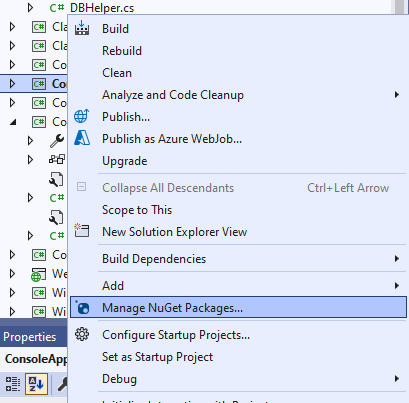 DBHelper.cs
Build
Rebuild
Clean
Analyze and Code Cleanup
Publish...
Publish as Azure WebJob...
Upgrade
Collapse All Descendants Ctrl+Left Arrow
Scope to This
New Solution Explorer View
Build Dependencies
Add
Manage NuGet Packages...
Configure Startup Projects...
Set as Startup Project
Debug
C#
Cla
C#
Cla
C#
Co
C#
Con
C#
Co
C#
Co
C#
C#
C#
Co
We
C#
Wi
C#
Wi
Properties
ConsoleApp